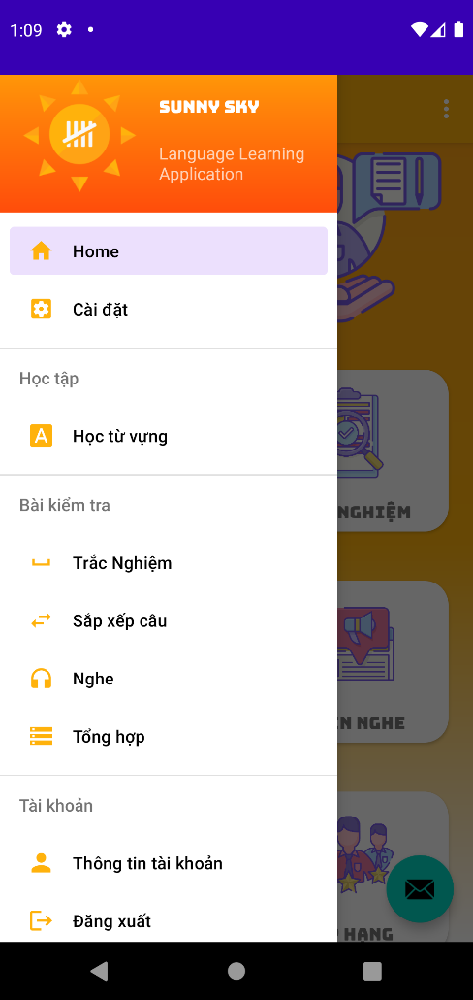 1:09
SUNNY SKY
Language Learning
Application
Home
Cài đặt
Học tập
Học từ vựng
Bài kiểm tra
Trắc Nghiệm
NGHIỆM
Sắp xếp câu
Nghe
NGHE
Tổng hợp
Tài khoản
Thông tin tài khoản
Đăng xuất
HẠNG